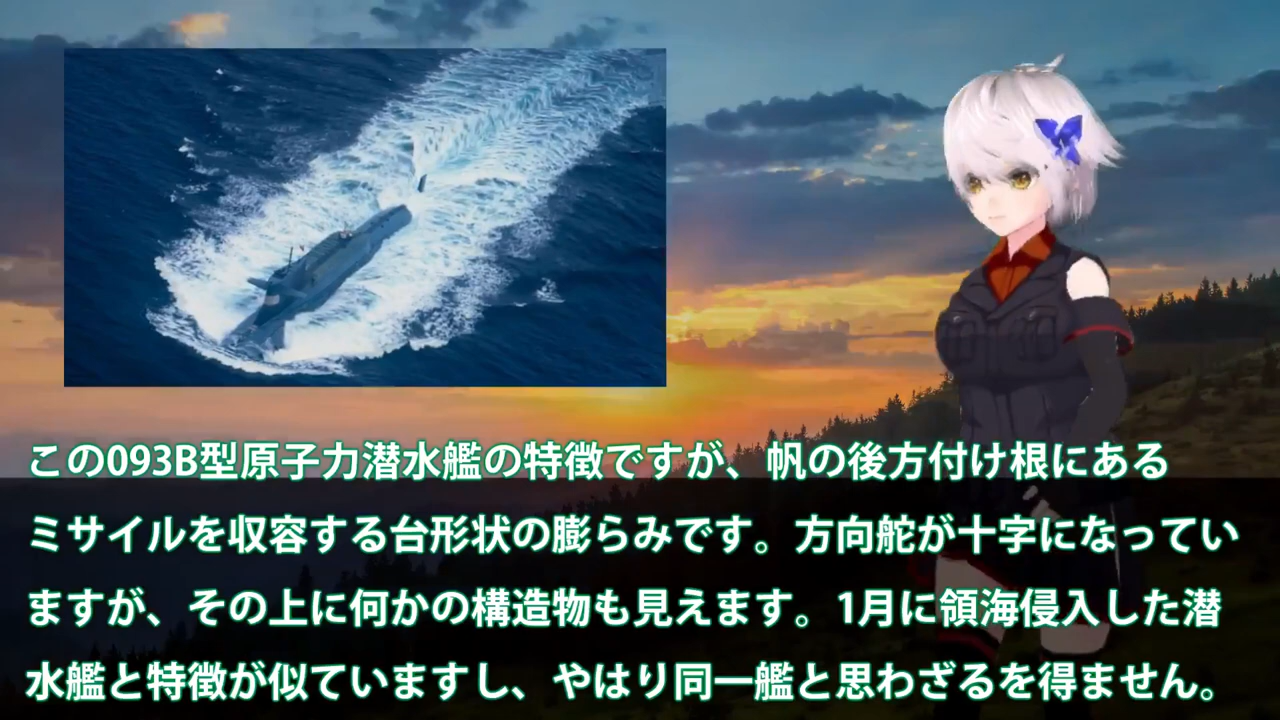 この093B型原子力潜水艦の特徴ですが、帆の後方付け根にある
ミサイルを収容する台形状の膨らみです。方向舵が十字になってい
ますが、その上に何かの構造物も見えます。1月に領海侵入した潜
水艦と特徴が似ていますし、やはり同一艦と思わざるを得ません。